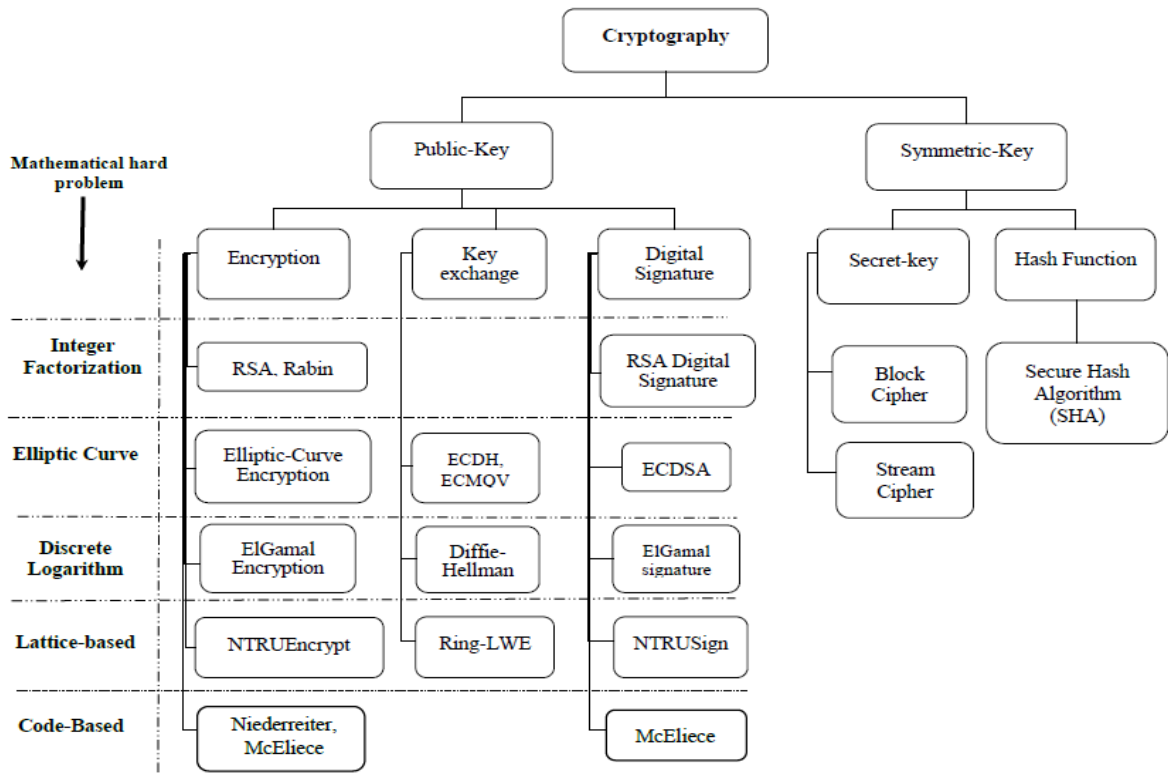 Cryptography
Public-Key
Symmetric-Key
Mathematical hard
problem
Encryption
Key
exchange
Digital
Signature
Secret-key
Hash Function
Integer
Factorization
RSA, Rabin
RSA Digital
Signature
Block
Cipher
Secure Hash
Algorithm
(SHA)
Elliptic Curve
Elliptic-Curve
Encryption
ECDH,
ECMQV
ECDSA
Stream
Cipher
Discrete
Logarithm
ElGamal
Encryption
Diffie-
Hellman
ElGamal
signature
Lattice-based
NTRUEncrypt
Ring-LWE
NTRUSign
Code-Based
Niederreiter,
McEliece
McEliece